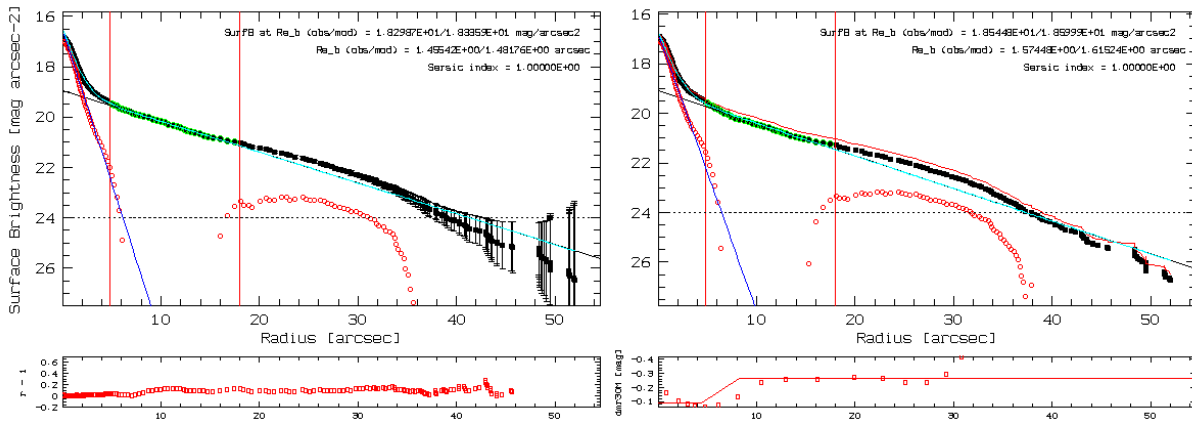 SurfB at Re_b (obs/mod) = 1.82987E+01/1.83359E+01 mag/arcsec2
Re_b (obs/mod) = 1.45542E+00/1.48176E+00 arcsec
Sersic index = 1.00000E+00
Surface Brightness [mag arcsec-2]
16
18
20
22
24
26
10 20 30 40 50
Radius [arcsec]
SurfB at Re_b (obs/mod) = 1.85448E+01/1.85999E+01 mag/arcsec2
Re_b (obs/mod) = 1.57448E+00/1.61524E+00 arcsec
Sersic index = 1.00000E+00
16
18
20
22
24
26
10 20 30 40 50
Radius [arcsec]
r - 1
0.6
0.4
0.2
0
-0.2
10 20 30 40 50
[mag]
-0.4
-0.3
-0.2
-0.1
10 20 30 40 50